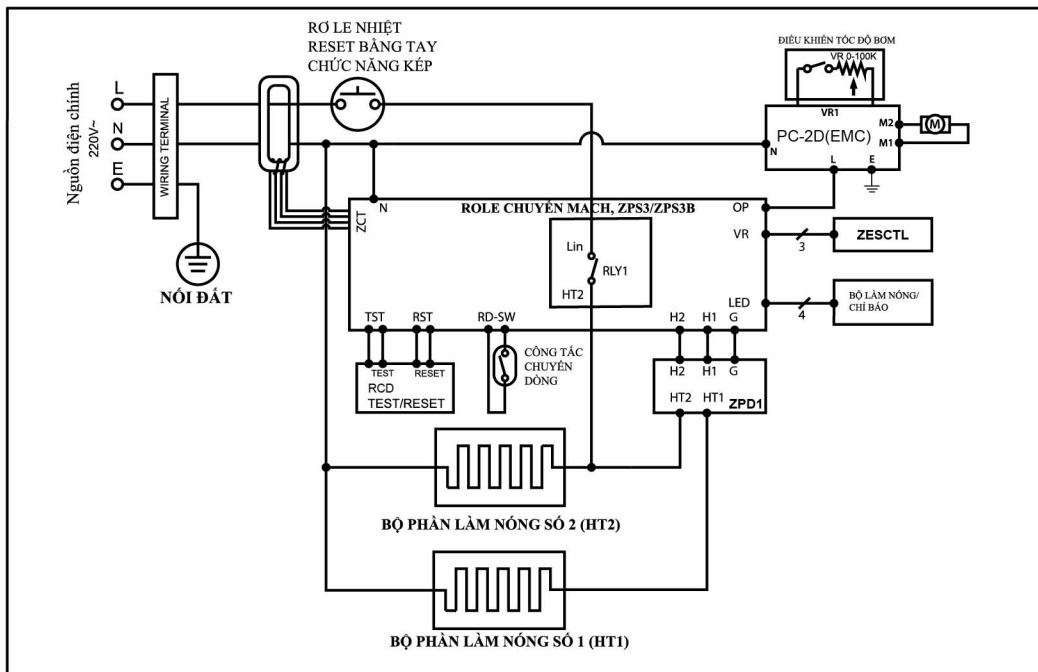 RƠ LE NHIỆT
RESET BẰNG TAY
CHỨC NĂNG KÉP
ĐIỀU KHIỂN TỐC ĐỘ BƠM
VR 0-100K
VR1
PC-2D(EMC)
M2
M
M1
N
L
E
Nguồn điện chính
220V~
L
N
E
WIRING TERMINAL
NỐI ĐẤT
ZCT
N
ROLE CHUYỂN MẠCH, ZPS3/ZPS3B
OP
VR
LED
Lin
RLY1
HT2
3
ZESCTL
4
BỘ LÀM NÓNG/
CHỈ BÁO
TST
RST
RD-SW
H2
H1
G
TEST
RESET
RCD
TEST/RESET
CÔNG TẮC
CHUYỂN
DÒNG
H2
H1
G
HT2
HT1
ZPD1
BỘ PHẬN LÀM NÓNG SỐ 2 (HT2)
BỘ PHẬN LÀM NÓNG SỐ 1 (HT1)